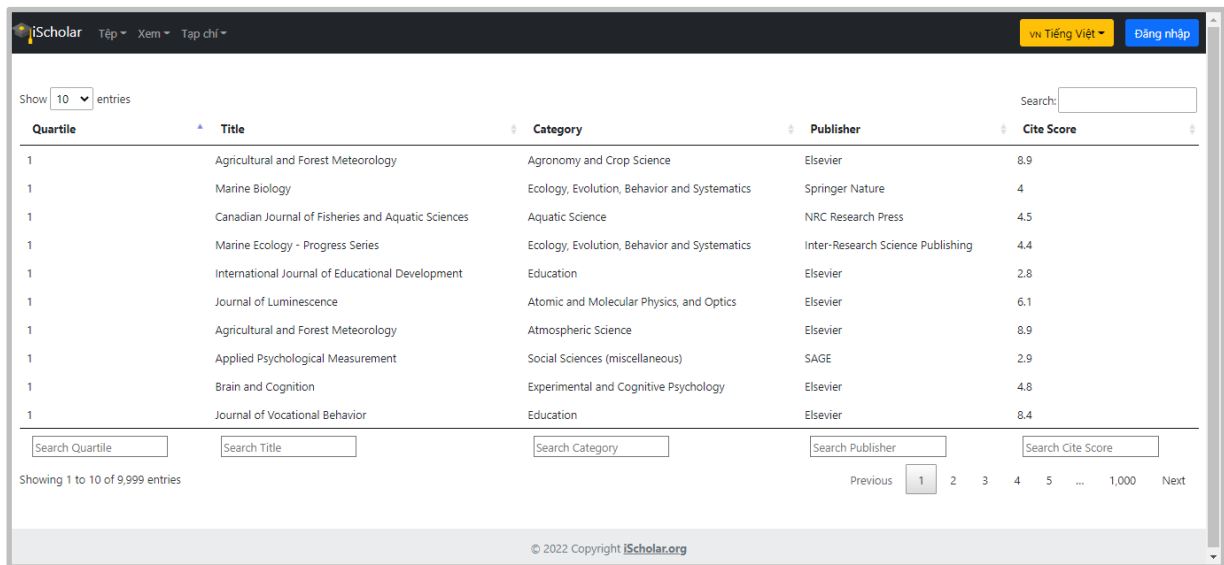 iScholar Tệp Xem Tạp chí VN Tiếng Việt Đăng nhập
Show 10 entries Search:
Quartile Title Category Publisher Cite Score
1 Agricultural and Forest Meteorology Agronomy and Crop Science Elsevier 8.9
1 Marine Biology Ecology, Evolution, Behavior and Systematics Springer Nature 4
1 Canadian Journal of Fisheries and Aquatic Sciences Aquatic Science NRC Research Press 4.5
1 Marine Ecology - Progress Series Ecology, Evolution, Behavior and Systematics Inter-Research Science Publishing 4.4
1 International Journal of Educational Development Education Elsevier 2.8
1 Journal of Luminescence Atomic and Molecular Physics, and Optics Elsevier 6.1
1 Agricultural and Forest Meteorology Atmospheric Science Elsevier 8.9
1 Applied Psychological Measurement Social Sciences (miscellaneous) SAGE 2.9
1 Brain and Cognition Experimental and Cognitive Psychology Elsevier 4.8
1 Journal of Vocational Behavior Education Elsevier 8.4
Search Quartile Search Title Search Category Search Publisher Search Cite Score
Showing 1 to 10 of 9,999 entries Previous 1 2 3 4 5 ... 1,000 Next
© 2022 Copyright iScholar.org